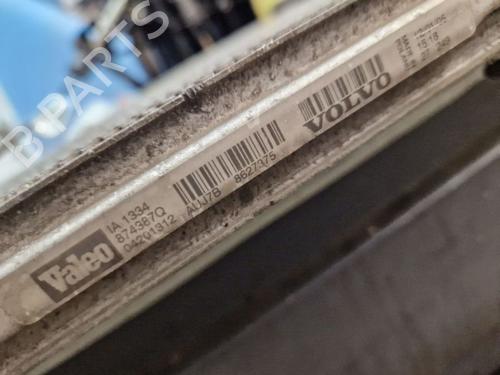 B-PARTS
Valeo
IA.1334
874387Q
04201312
AUJ7B
8627375
VOLVO